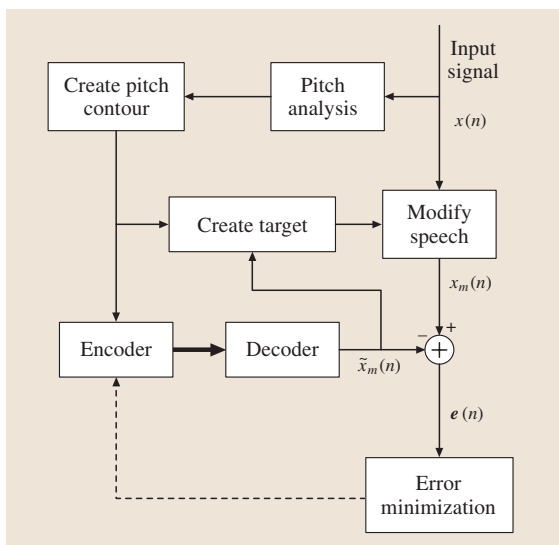 Input
signal
Create pitch
contour
Pitch
analysis
x(n)
Create target
Modify
speech
x_m(n)
− +
Encoder
Decoder
x̃_m(n)
+
e(n)
Error
minimization